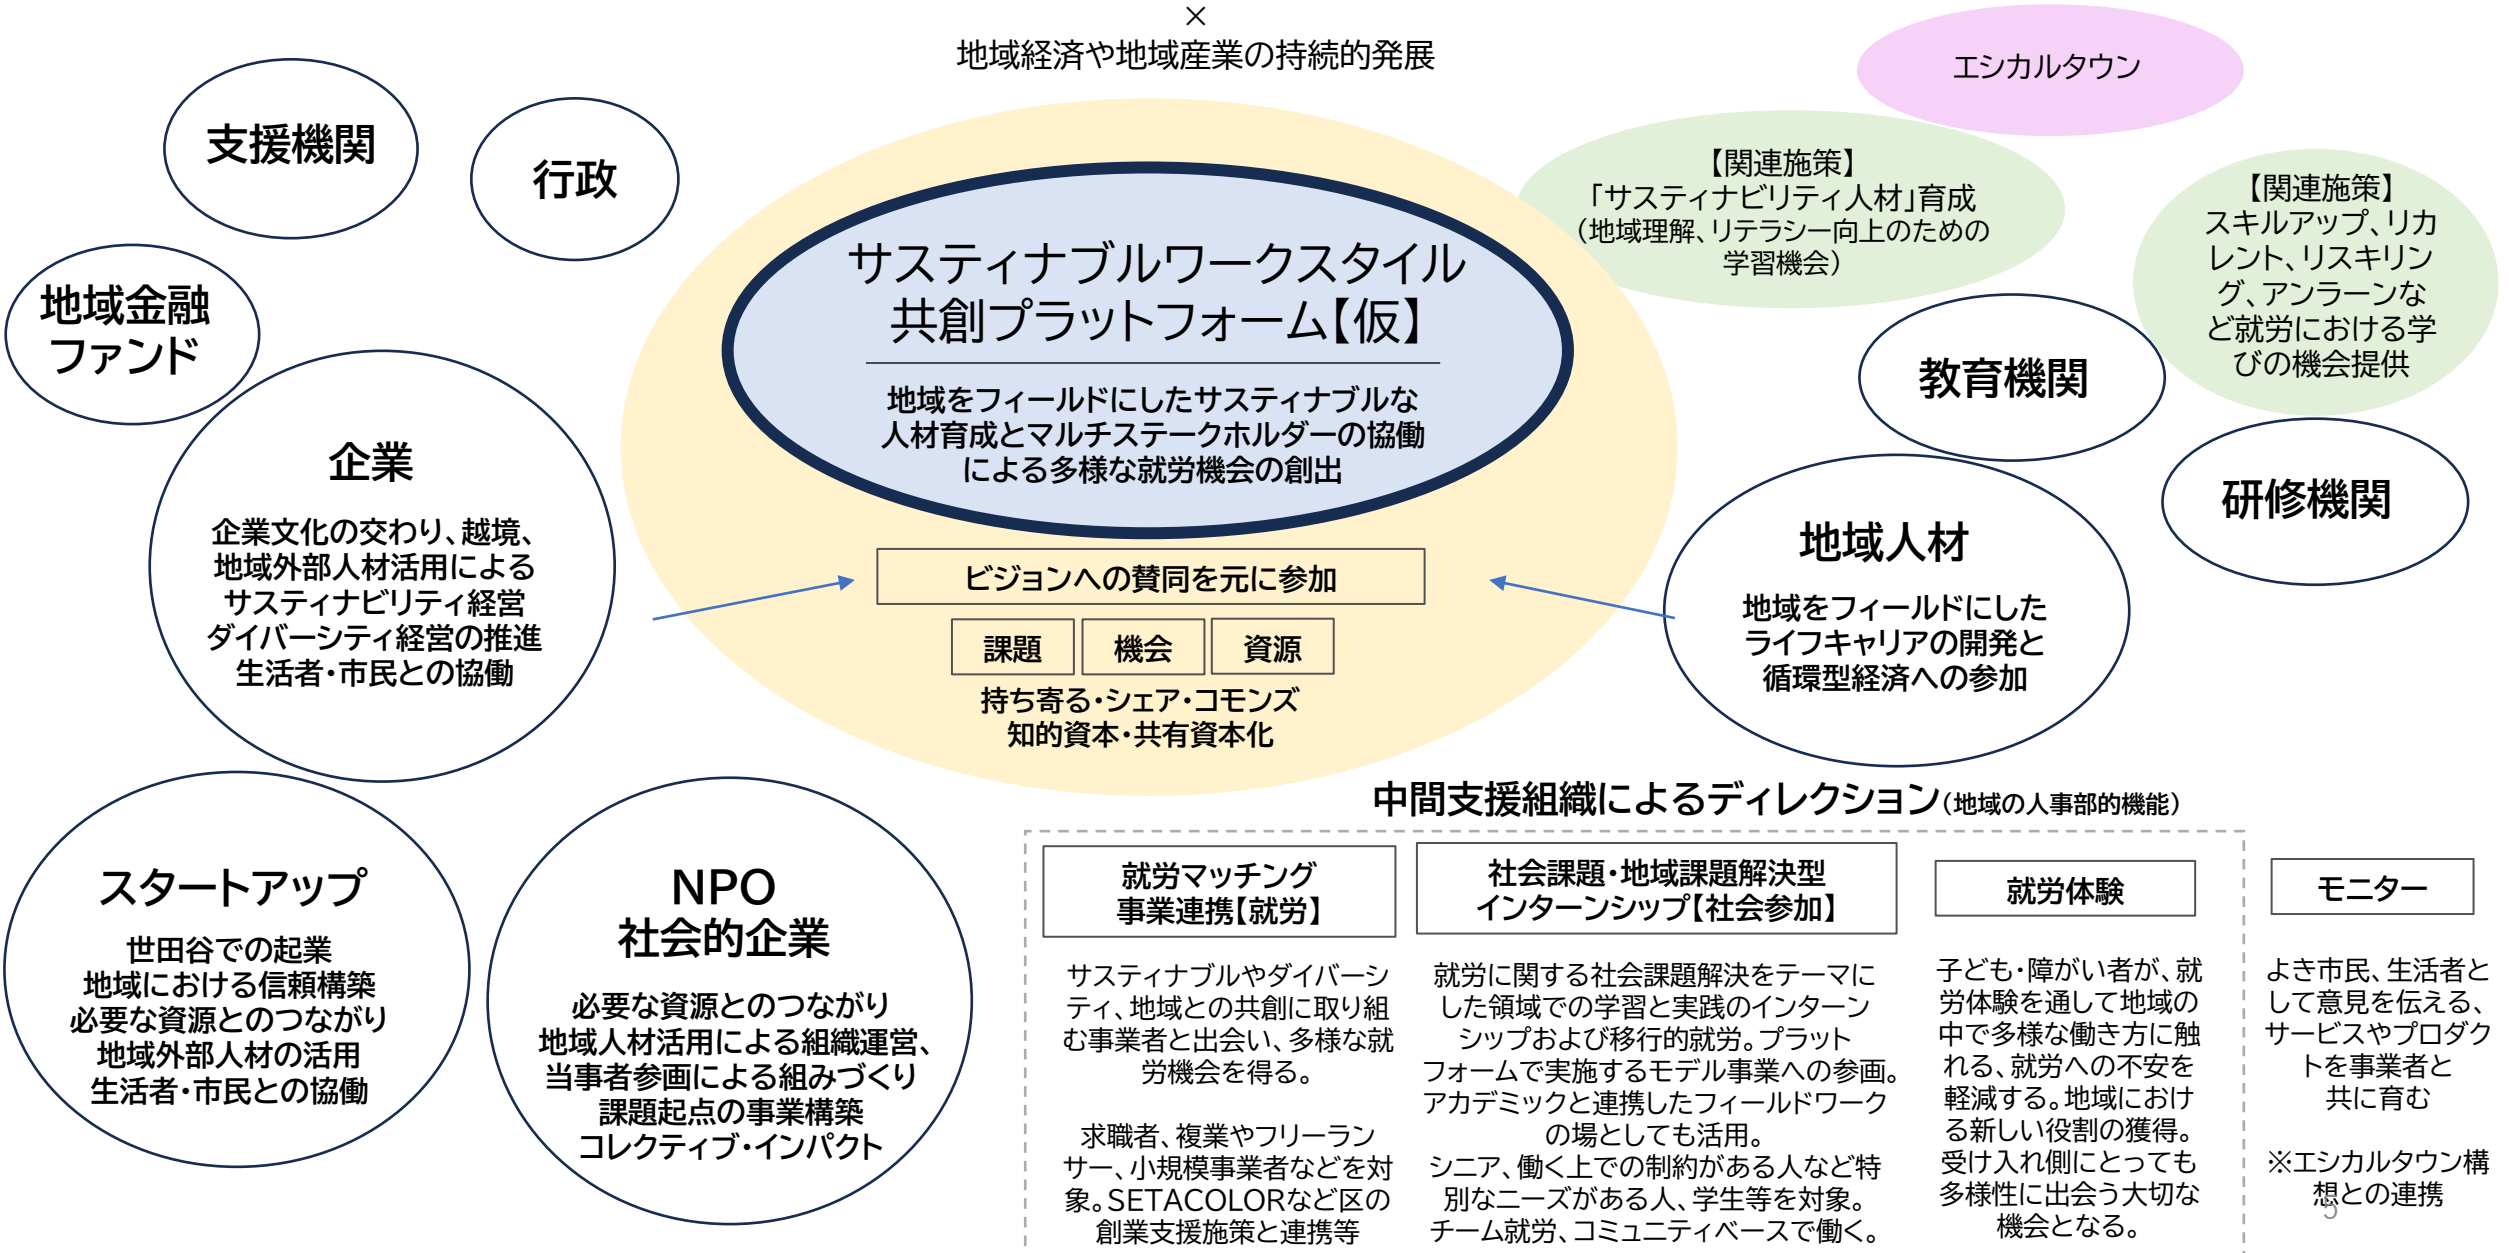 ×
地域経済や地域産業の持続的発展
エシカルタウン
支援機関
行政
地域金融
ファンド
【関連施策】
「サスティナビリティ人材」育成
（地域理解、リテラシー向上のための
学習機会）
【関連施策】
スキルアップ、リカ
レント、リスキリン
グ、アンラーンな
ど就労における学
びの機会提供
サスティナブルワークスタイル
共創プラットフォーム【仮】
地域をフィールドにしたサスティナブルな
人材育成とマルチステークホルダーの協働
による多様な就労機会の創出
教育機関
研修機関
企業
企業文化の交わり、越境、
地域外部人材活用による
サスティナビリティ経営
ダイバーシティ経営の推進
生活者・市民との協働
ビジョンへの賛同を元に参加
課題
機会
資源
持ち寄る・シェア・コモンズ
知的資本・共有資本化
地域人材
地域をフィールドにした
ライフキャリアの開発と
循環型経済への参加
スタートアップ
世田谷での起業
地域における信頼構築
必要な資源とのつながり
地域外部人材の活用
生活者・市民との協働
NPO
社会的企業
必要な資源とのつながり
地域人材活用による組織運営、
当事者参画による組みづくり
課題起点の事業構築
コレクティブ・インパクト
中間支援組織によるディレクション（地域の人事部的機能）
就労マッチング
事業連携【就労】
サスティナブルやダイバーシ
ティ、地域との共創に取り組
む事業者と出会い、多様な就
労機会を得る。
求職者、複業やフリーラン
サー、小規模事業者などを対
象。SETACOLORなど区の
創業支援施策と連携等
社会課題・地域課題解決型
インターンシップ【社会参加】
就労に関する社会課題解決をテーマに
した領域での学習と実践のインターン
シップおよび移行的就労。プラット
フォームで実施するモデル事業への参画。
アカデミックと連携したフィールドワーク
の場としても活用。
シニア、働く上での制約がある人など特
別なニーズがある人、学生等を対象。
チーム就労、コミュニティベースで働く。
就労体験
子ども・障がい者が、就
労体験を通して地域の
中で多様な働き方に触
れる、就労への不安を
軽減する。地域におけ
る新しい役割の獲得。
受け入れ側にとっても
多様性に出会う大切な
機会となる。
モニター
よき市民、生活者と
して意見を伝える、
サービスやプロダク
トを事業者と
共に育む
※エシカルタウン構
想との連携
5